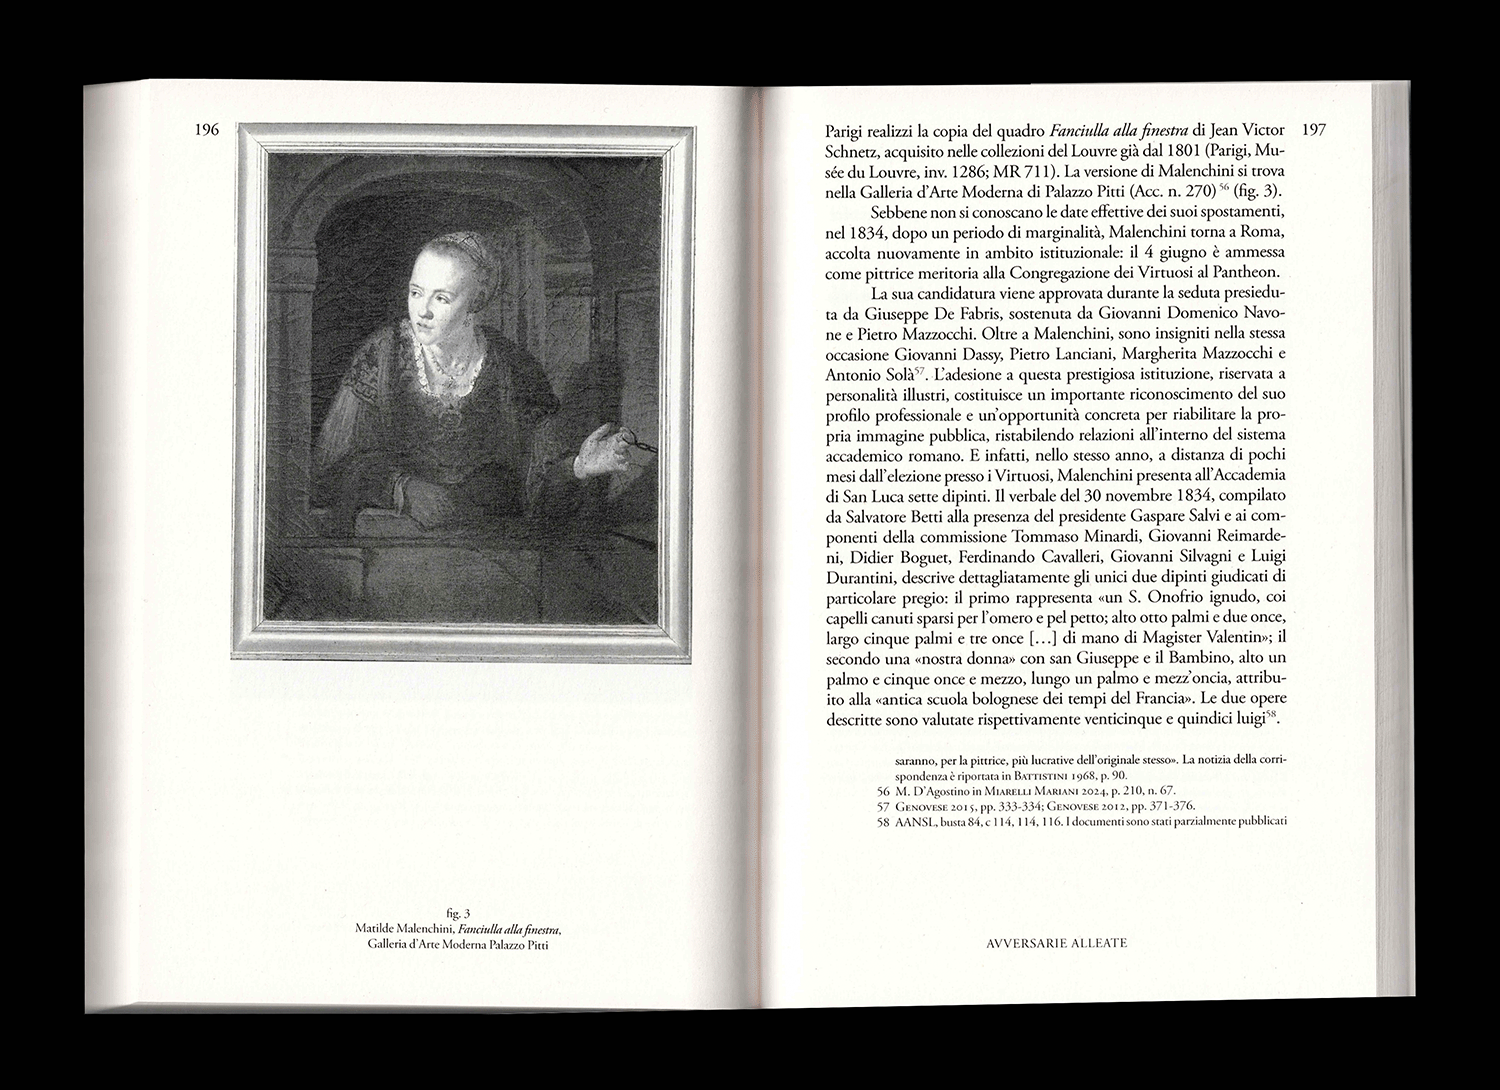 196
fig. 3
Matilde Malenchini, Fanciulla alla finestra,
Galleria d'Arte Moderna Palazzo Pitti
197
Parigi realizzi la copia del quadro Fanciulla alla finestra di Jean Victor
Schnetz, acquisito nelle collezioni del Louvre già dal 1801 (Parigi, Mu-
sée du Louvre, inv. 1286; MR 711). La versione di Malenchini si trova
nella Galleria d'Arte Moderna di Palazzo Pitti (Acc. n. 270) 56 (fig. 3).
Sebbene non si conoscano le date effettive dei suoi spostamenti,
nel 1834, dopo un periodo di marginalità, Malenchini torna a Roma,
accolta nuovamente in ambito istituzionale: il 4 giugno è ammessa
come pittrice meritoria alla Congregazione dei Virtuosi al Pantheon.
La sua candidatura viene approvata durante la seduta presiedu-
ta da Giuseppe De Fabris, sostenuta da Giovanni Domenico Navo-
ne e Pietro Mazzocchi. Oltre a Malenchini, sono insigniti nella stessa
occasione Giovanni Dassy, Pietro Lanciani, Margherita Mazzocchi e
Antonio Solà57. L'adesione a questa prestigiosa istituzione, riservata a
personalità illustri, costituisce un importante riconoscimento del suo
profilo professionale e un'opportunità concreta per riabilitare la pro-
pria immagine pubblica, ristabilendo relazioni all'interno del sistema
accademico romano. E infatti, nello stesso anno, a distanza di pochi
mesi dall'elezione presso i Virtuosi, Malenchini presenta all'Accademia
di San Luca sette dipinti. Il verbale del 30 novembre 1834, compilato
da Salvatore Betti alla presenza del presidente Gaspare Salvi e ai com-
ponenti della commissione Tommaso Minardi, Giovanni Reimarde-
ni, Didier Boguet, Ferdinando Cavalleri, Giovanni Silvagni e Luigi
Durantini, descrive dettagliatamente gli unici due dipinti giudicati di
particolare pregio: il primo rappresenta «un S. Onofrio ignudo, coi
capelli canuti sparsi per l'omero e pel petto; alto otto palmi e due once,
largo cinque palmi e tre once […] di mano di Magister Valentin»; il
secondo una «nostra donna» con san Giuseppe e il Bambino, alto un
palmo e cinque once e mezzo, lungo un palmo e mezz'oncia, attribu-
ito alla «antica scuola bolognese dei tempi del Francia». Le due opere
descritte sono valutate rispettivamente venticinque e quindici luigi58.
saranno, per la pittrice, più lucrative dell'originale stesso». La notizia della corri-
spondenza è riportata in Battistini 1968, p. 90.
56 M. D'Agostino in Miarelli Mariani 2024, p. 210, n. 67.
57 Genovese 2015, pp. 333-334; Genovese 2012, pp. 371-376.
58 AANSL, busta 84, c 114, 114, 116. I documenti sono stati parzialmente pubblicati
AVVERSARIE ALLEATE